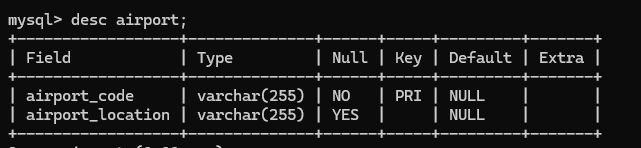 mysql> desc airport;
+------------------+--------------+------+-----+---------+-------+
| Field            | Type         | Null | Key | Default | Extra |
+------------------+--------------+------+-----+---------+-------+
| airport_code     | varchar(255) | NO   | PRI | NULL    |       |
| airport_location | varchar(255) | YES  |     | NULL    |       |
+------------------+--------------+------+-----+---------+-------+